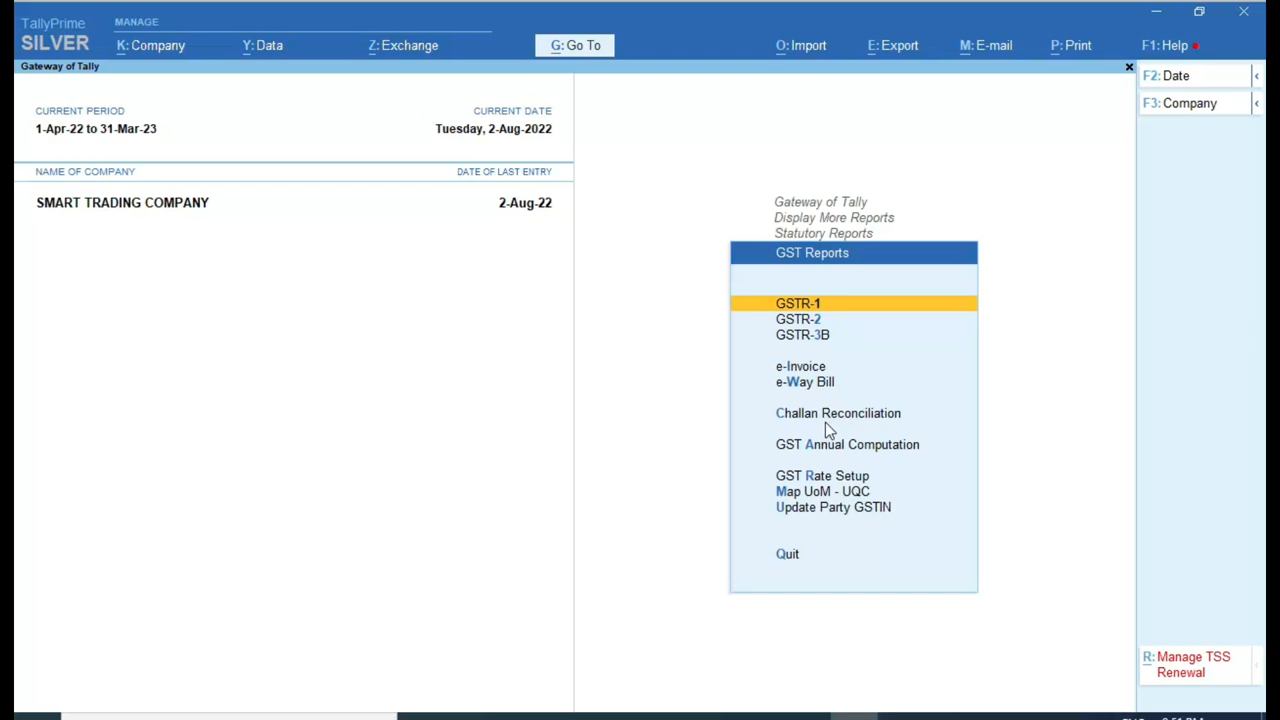 TallyPrime
SILVER
MANAGE
K: Company
Y: Data
Z: Exchange
G: Go To
O: Import
E: Export
M: E-mail
P: Print
F1: Help
Gateway of Tally
F2: Date
F3: Company
CURRENT PERIOD
CURRENT DATE
1-Apr-22 to 31-Mar-23
Tuesday, 2-Aug-2022
NAME OF COMPANY
DATE OF LAST ENTRY
SMART TRADING COMPANY
2-Aug-22
Gateway of Tally
Display More Reports
Statutory Reports
GST Reports
GSTR-1
GSTR-2
GSTR-3B
e-Invoice
e-Way Bill
Challan Reconciliation
GST Annual Computation
GST Rate Setup
Map UoM - UQC
Update Party GSTIN
Quit
R: Manage TSS
Renewal